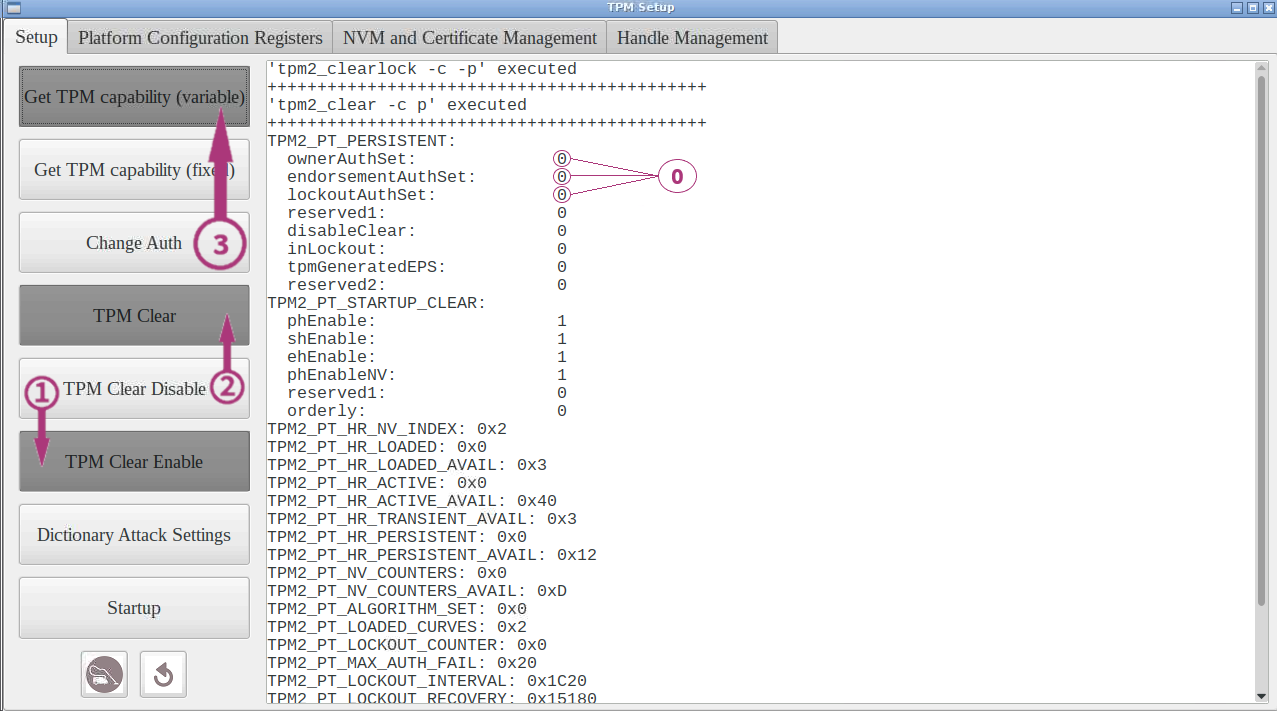 TPM Setup
Setup
Platform Configuration Registers
NVM and Certificate Management
Handle Management
Get TPM capability (variable)
Get TPM capability (fixed)
Change Auth
3
TPM Clear
1
TPM Clear Disable
2
TPM Clear Enable
Dictionary Attack Settings
Startup
'tpm2_clearlock -c -p' executed
++++++++++++++++++++++++++++++++++++++++++++
'tpm2_clear -c p' executed
++++++++++++++++++++++++++++++++++++++++++++
TPM2_PT_PERSISTENT:
ownerAuthSet: 0
endorsementAuthSet: 0 0
lockoutAuthSet: 0
reserved1: 0
disableClear: 0
inLockout: 0
tpmGeneratedEPS: 0
reserved2: 0
TPM2_PT_STARTUP_CLEAR:
phEnable: 1
shEnable: 1
ehEnable: 1
phEnableNV: 1
reserved1: 0
orderly: 0
TPM2_PT_HR_NV_INDEX: 0x2
TPM2_PT_HR_LOADED: 0x0
TPM2_PT_HR_LOADED_AVAIL: 0x3
TPM2_PT_HR_ACTIVE: 0x0
TPM2_PT_HR_ACTIVE_AVAIL: 0x40
TPM2_PT_HR_TRANSIENT_AVAIL: 0x3
TPM2_PT_HR_PERSISTENT: 0x0
TPM2_PT_HR_PERSISTENT_AVAIL: 0x12
TPM2_PT_NV_COUNTERS: 0x0
TPM2_PT_NV_COUNTERS_AVAIL: 0xD
TPM2_PT_ALGORITHM_SET: 0x0
TPM2_PT_LOADED_CURVES: 0x2
TPM2_PT_LOCKOUT_COUNTER: 0x0
TPM2_PT_MAX_AUTH_FAIL: 0x20
TPM2_PT_LOCKOUT_INTERVAL: 0x1C20
TPM2_PT_LOCKOUT_RECOVERY: 0x15180